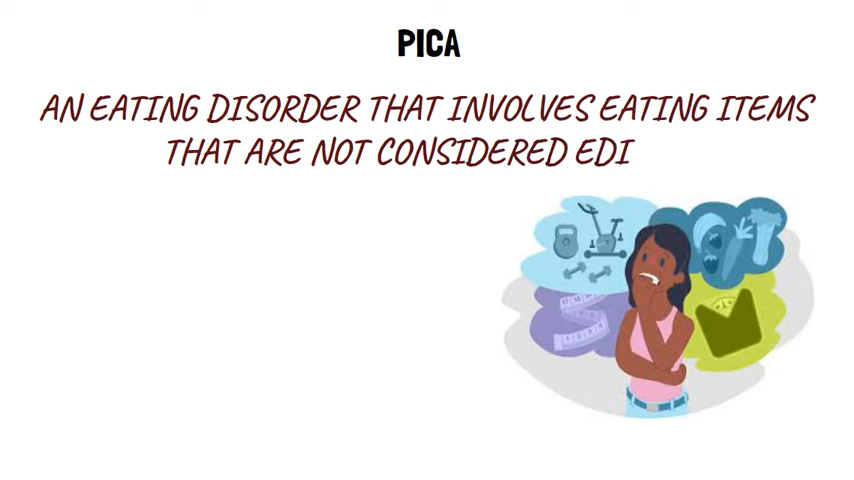 PICA
AN EATING DISORDER THAT INVOLVES EATING ITEMS
THAT ARE NOT CONSIDERED EDI